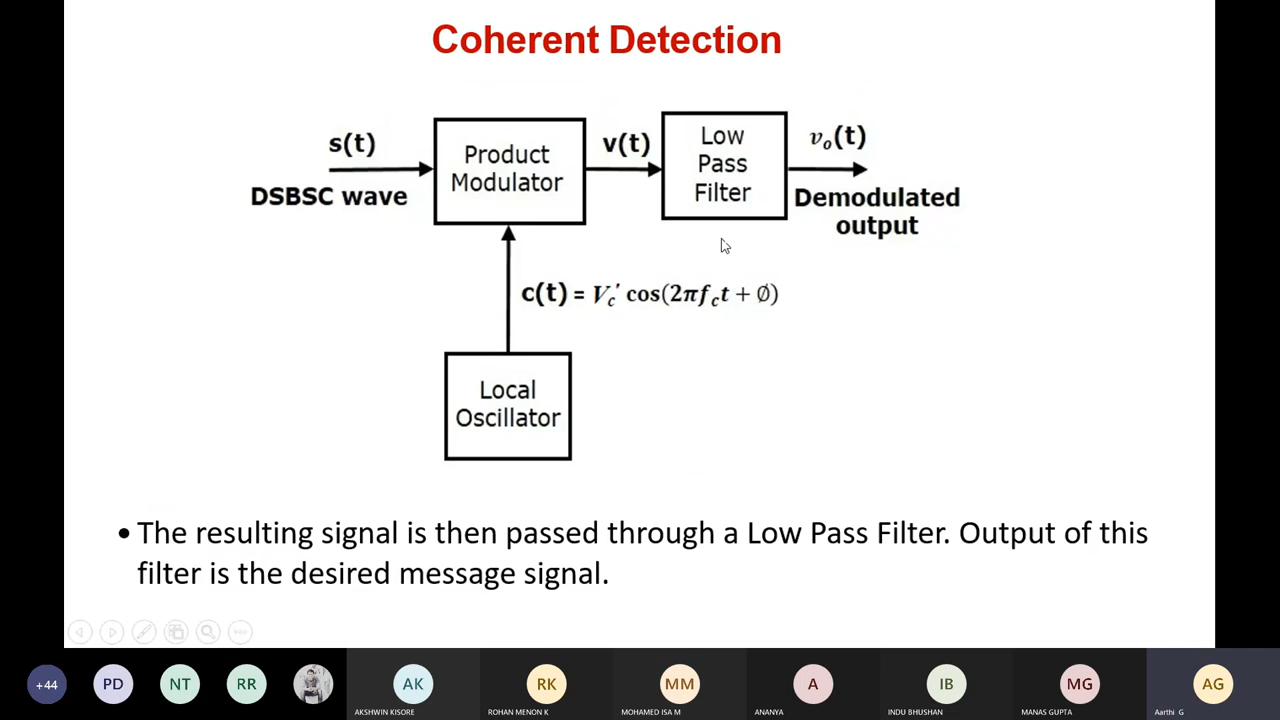 Coherent Detection
s(t)
DSBSC wave
Product
Modulator
v(t)
Low
Pass
Filter
vₒ(t)
Demodulated
output
c(t) = V꜀′ cos(2πf꜀t + ∅)
Local
Oscillator
• The resulting signal is then passed through a Low Pass Filter. Output of this
filter is the desired message signal.
+44
PD
NT
RR
AK
RK
MM
A
IB
MG
AG
AKSHWIN KISORE
ROHAN MENON K
MOHAMED ISA M
ANANYA
INDU BHUSHAN
MANAS GUPTA
Aarthi G